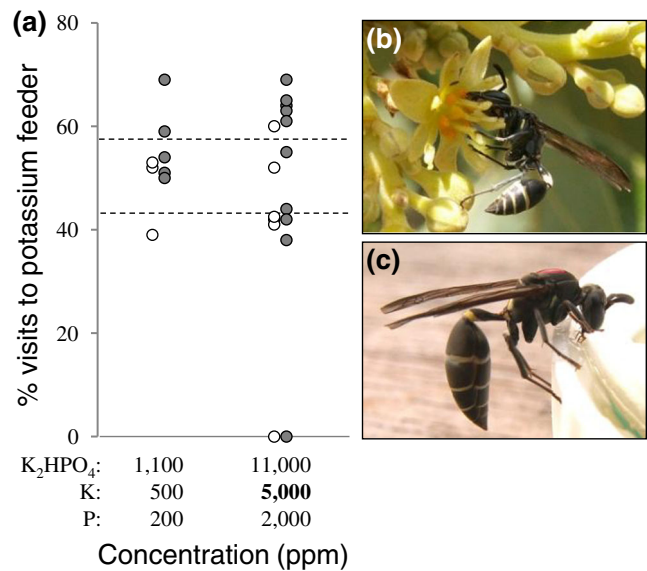 (a)
80
60
40
20
0
% visits to potassium feeder
K₂HPO₄: 1,100 11,000
K: 500 5,000
P: 200 2,000
Concentration (ppm)
(b)
(c)